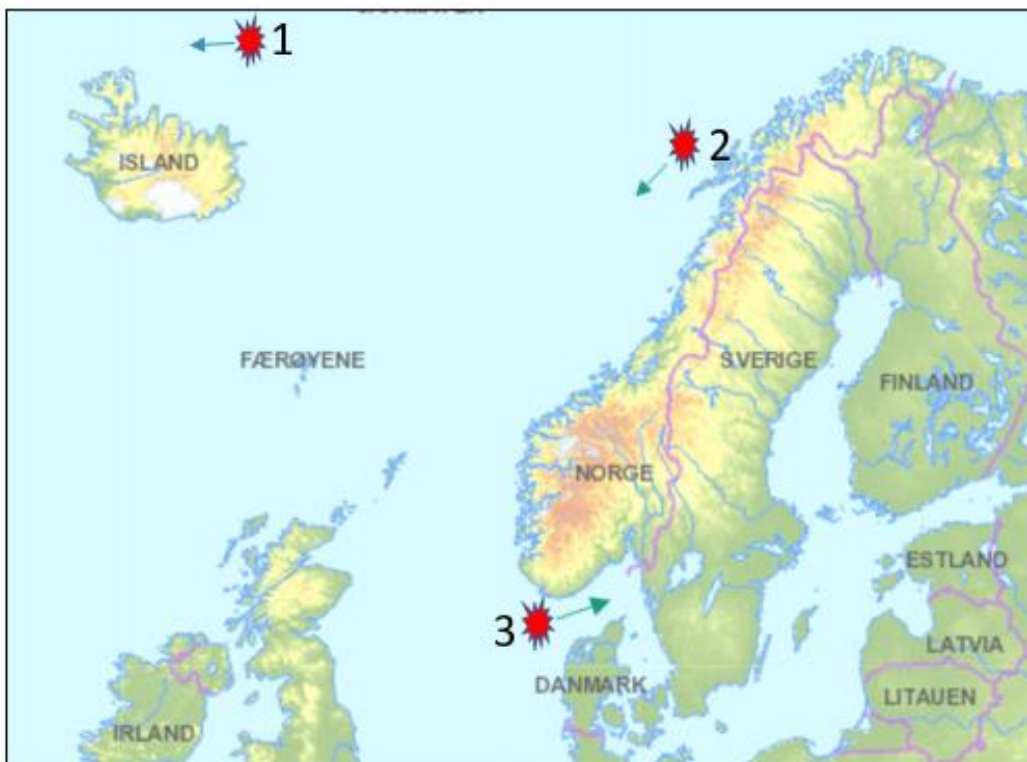 1
2
ISLAND
FÆRØYENE
SVERIGE
FINLAND
NORGE
ESTLAND
3
LATVIA
DANMARK
LITAUEN
IRLAND